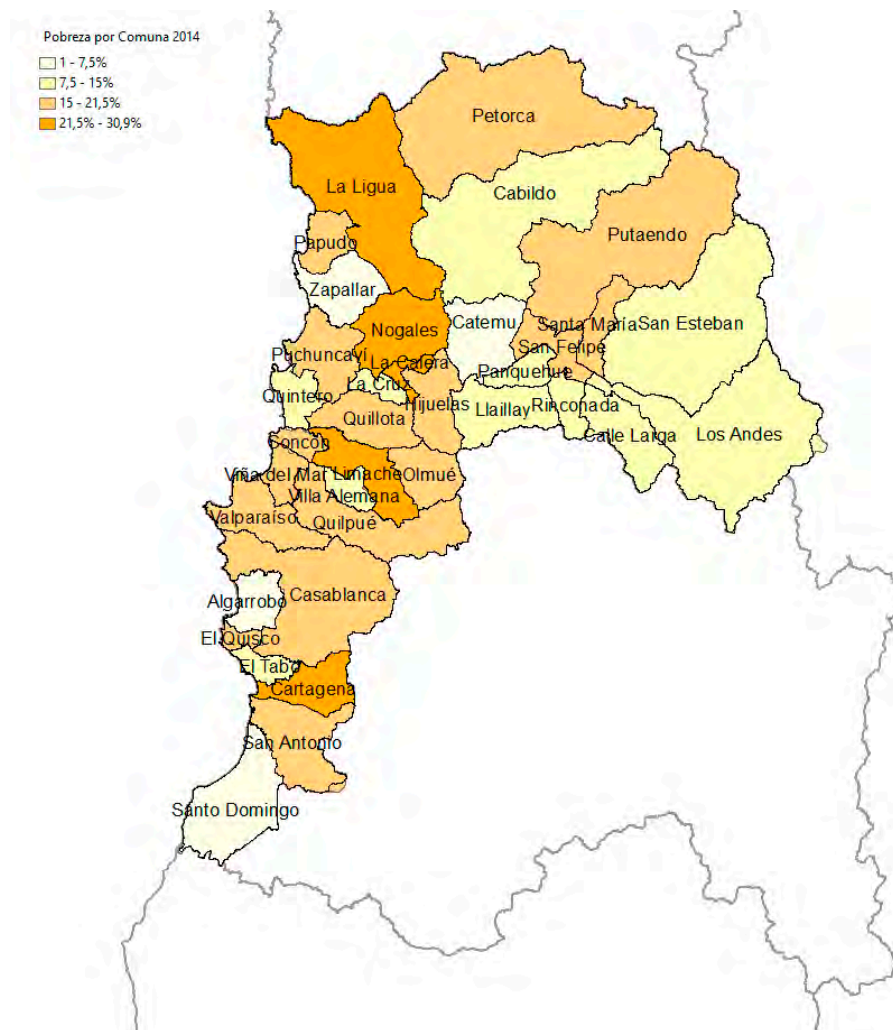 Pobreza por Comuna 2014
1 - 7,5%
7,5 - 15%
15 - 21,5%
21,5% - 30,9%
Petorca
La Ligua
Cabildo
Putaendo
Papudo
Zapallar
Nogales
Catemu
Santa María
San Esteban
San Felipe
Puchuncaví
La Calera
Panquehue
La Cruz
Quintero
Hijuelas
Llaillay
Rinconada
Quillota
Calle Larga
Los Andes
Concón
Viña del Mar
Limache
Olmué
Villa Alemana
Valparaíso
Quilpué
Casablanca
Algarrobo
El Quisco
El Tabo
Cartagena
San Antonio
Santo Domingo